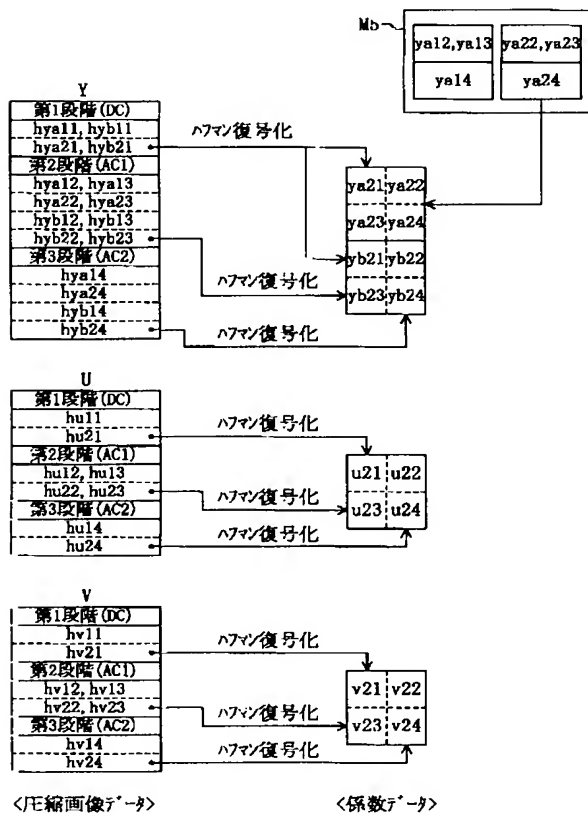 M5
ya12,ya13
ya22,ya23
ya14
ya24
Y
第1段階(DC)
hya11, hyb11
hya21, hyb21
第2段階(AC1)
hya12, hya13
hya22, hya23
hyb12, hyb13
hyb22, hyb23
第3段階(AC2)
hya14
hya24
hyb14
hyb24
ハフマン復号化
ハフマン復号化
ハフマン復号化
ya21 ya22
ya23 ya24
yb21 yb22
yb23 yb24
U
第1段階(DC)
hu11
hu21
第2段階(AC1)
hu12, hu13
hu22, hu23
第3段階(AC2)
hu14
hu24
ハフマン復号化
ハフマン復号化
ハフマン復号化
u21 u22
u23 u24
V
第1段階(DC)
hv11
hv21
第2段階(AC1)
hv12, hv13
hv22, hv23
第3段階(AC2)
hv14
hv24
ハフマン復号化
ハフマン復号化
ハフマン復号化
v21 v22
v23 v24
<圧縮画像データ>
<係数データ>